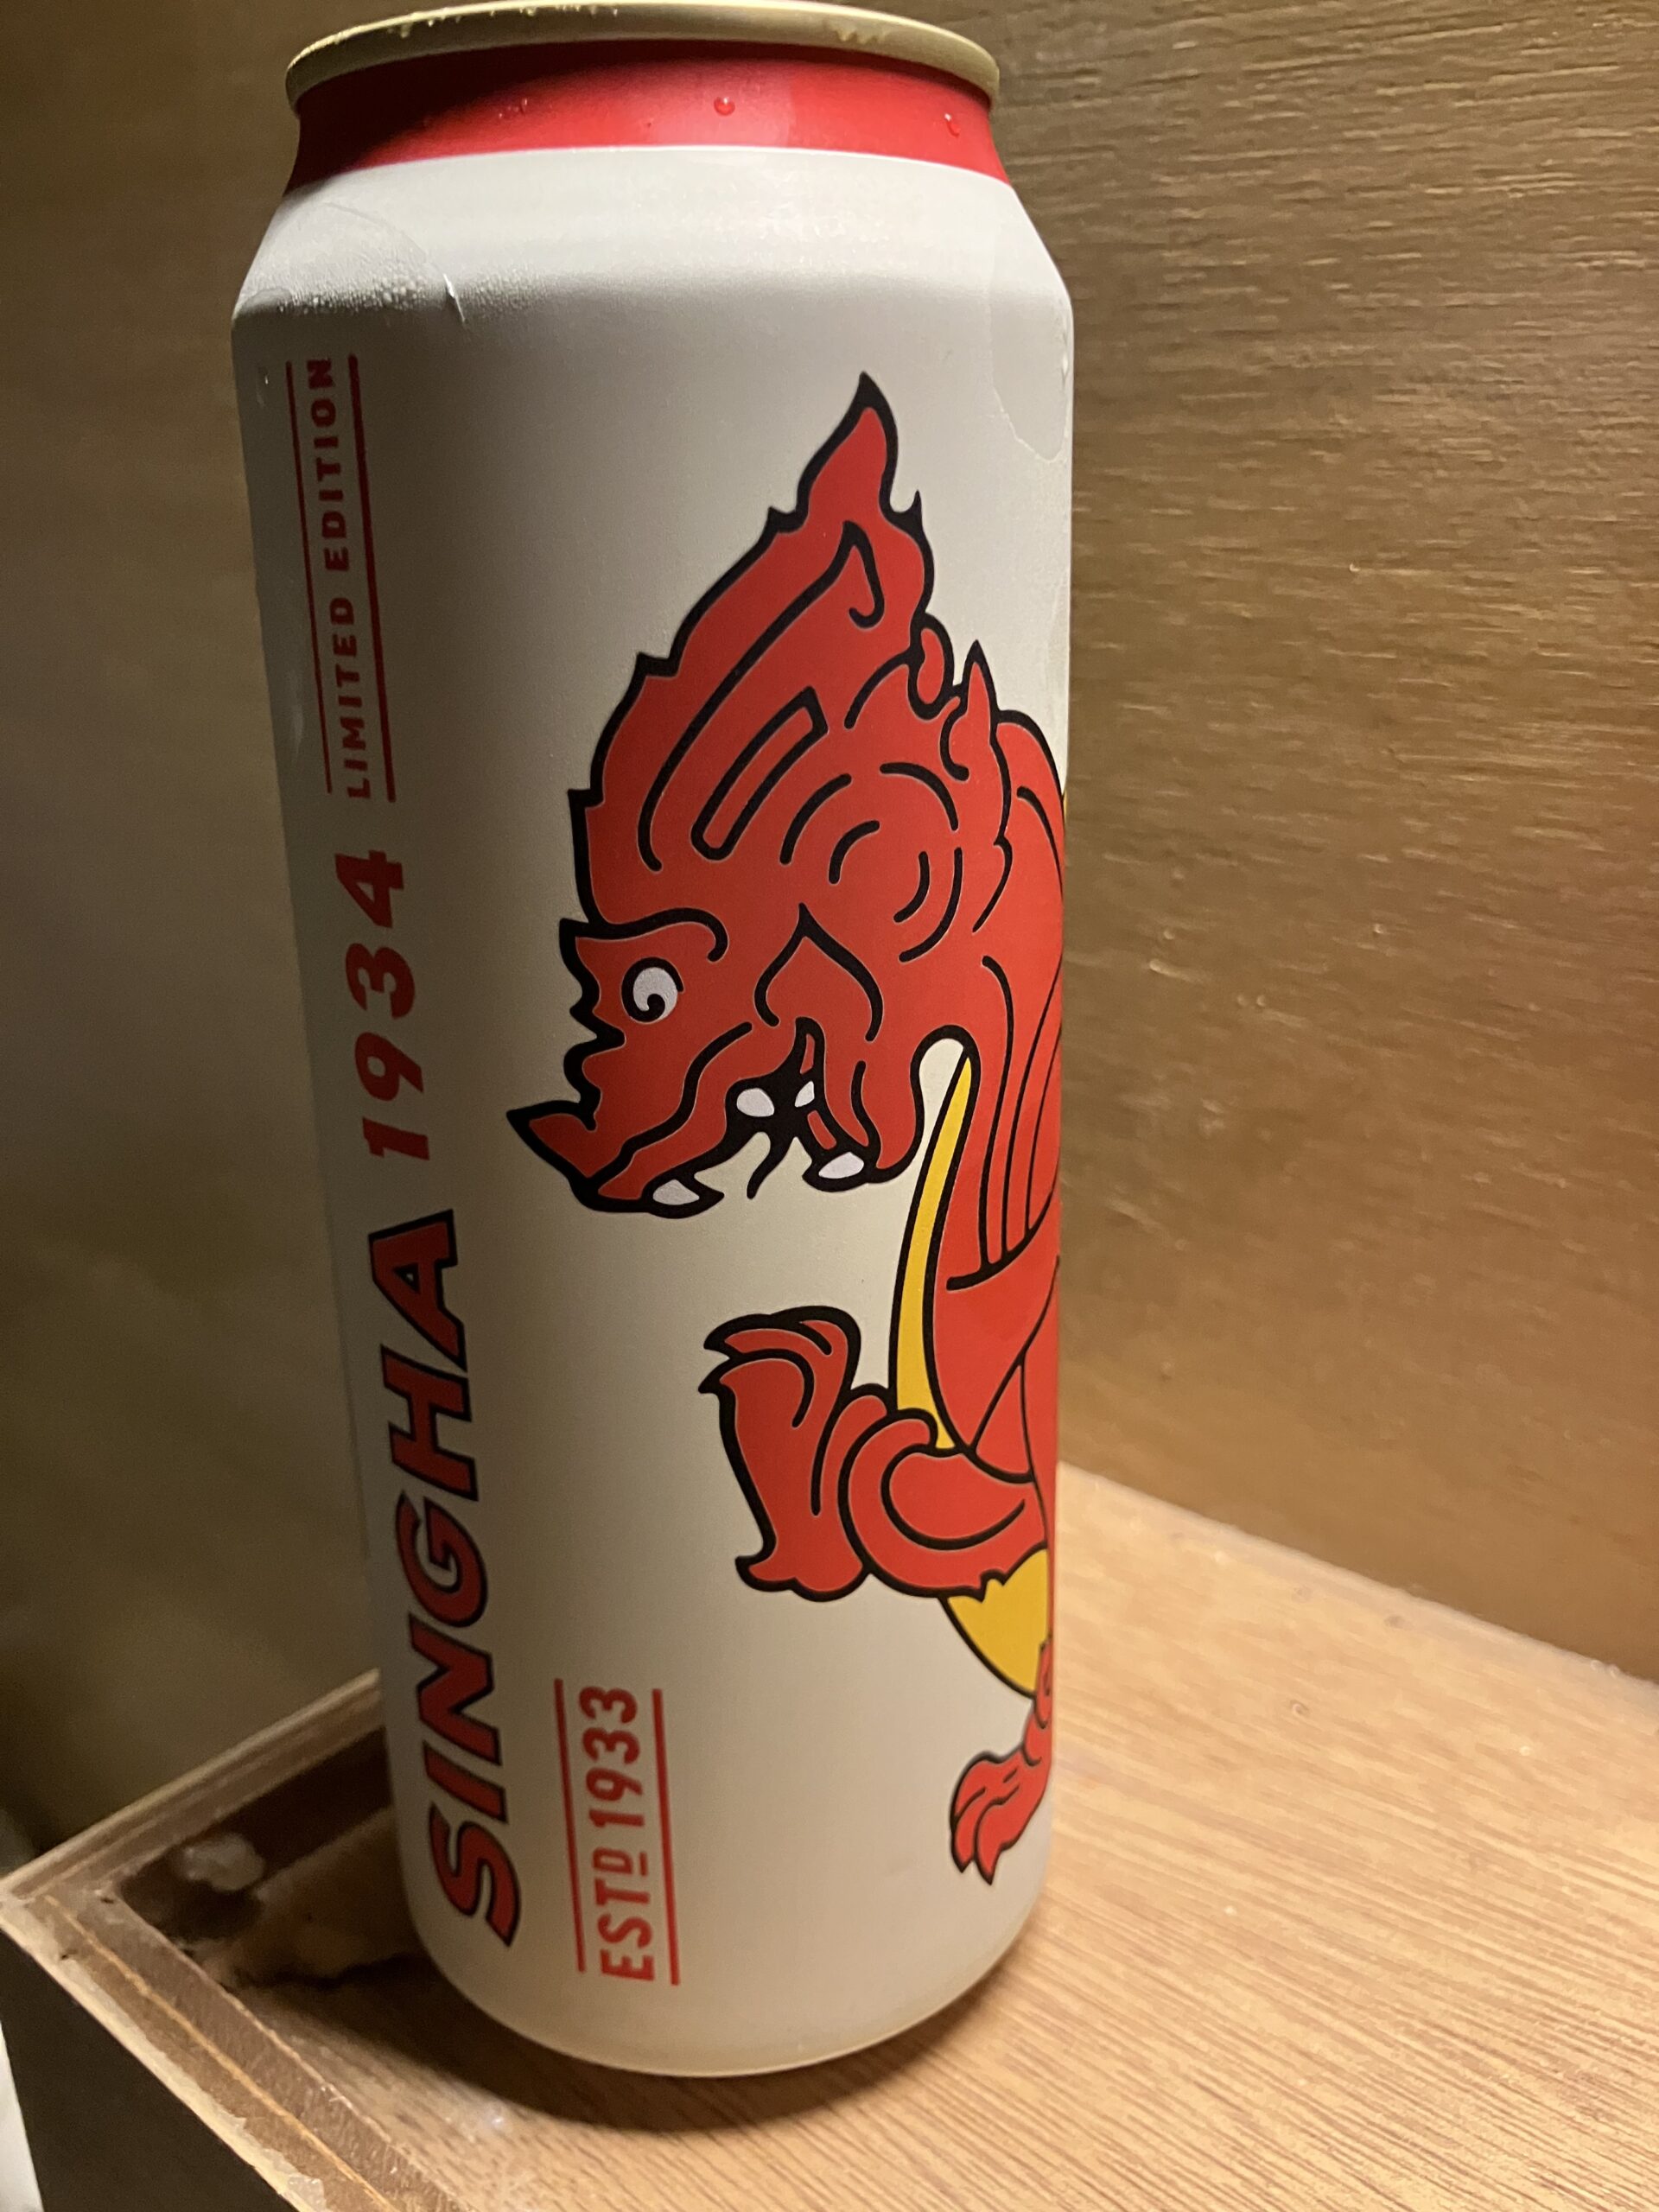 SINGHA 1934 LIMITED EDITION
ESTD 1933